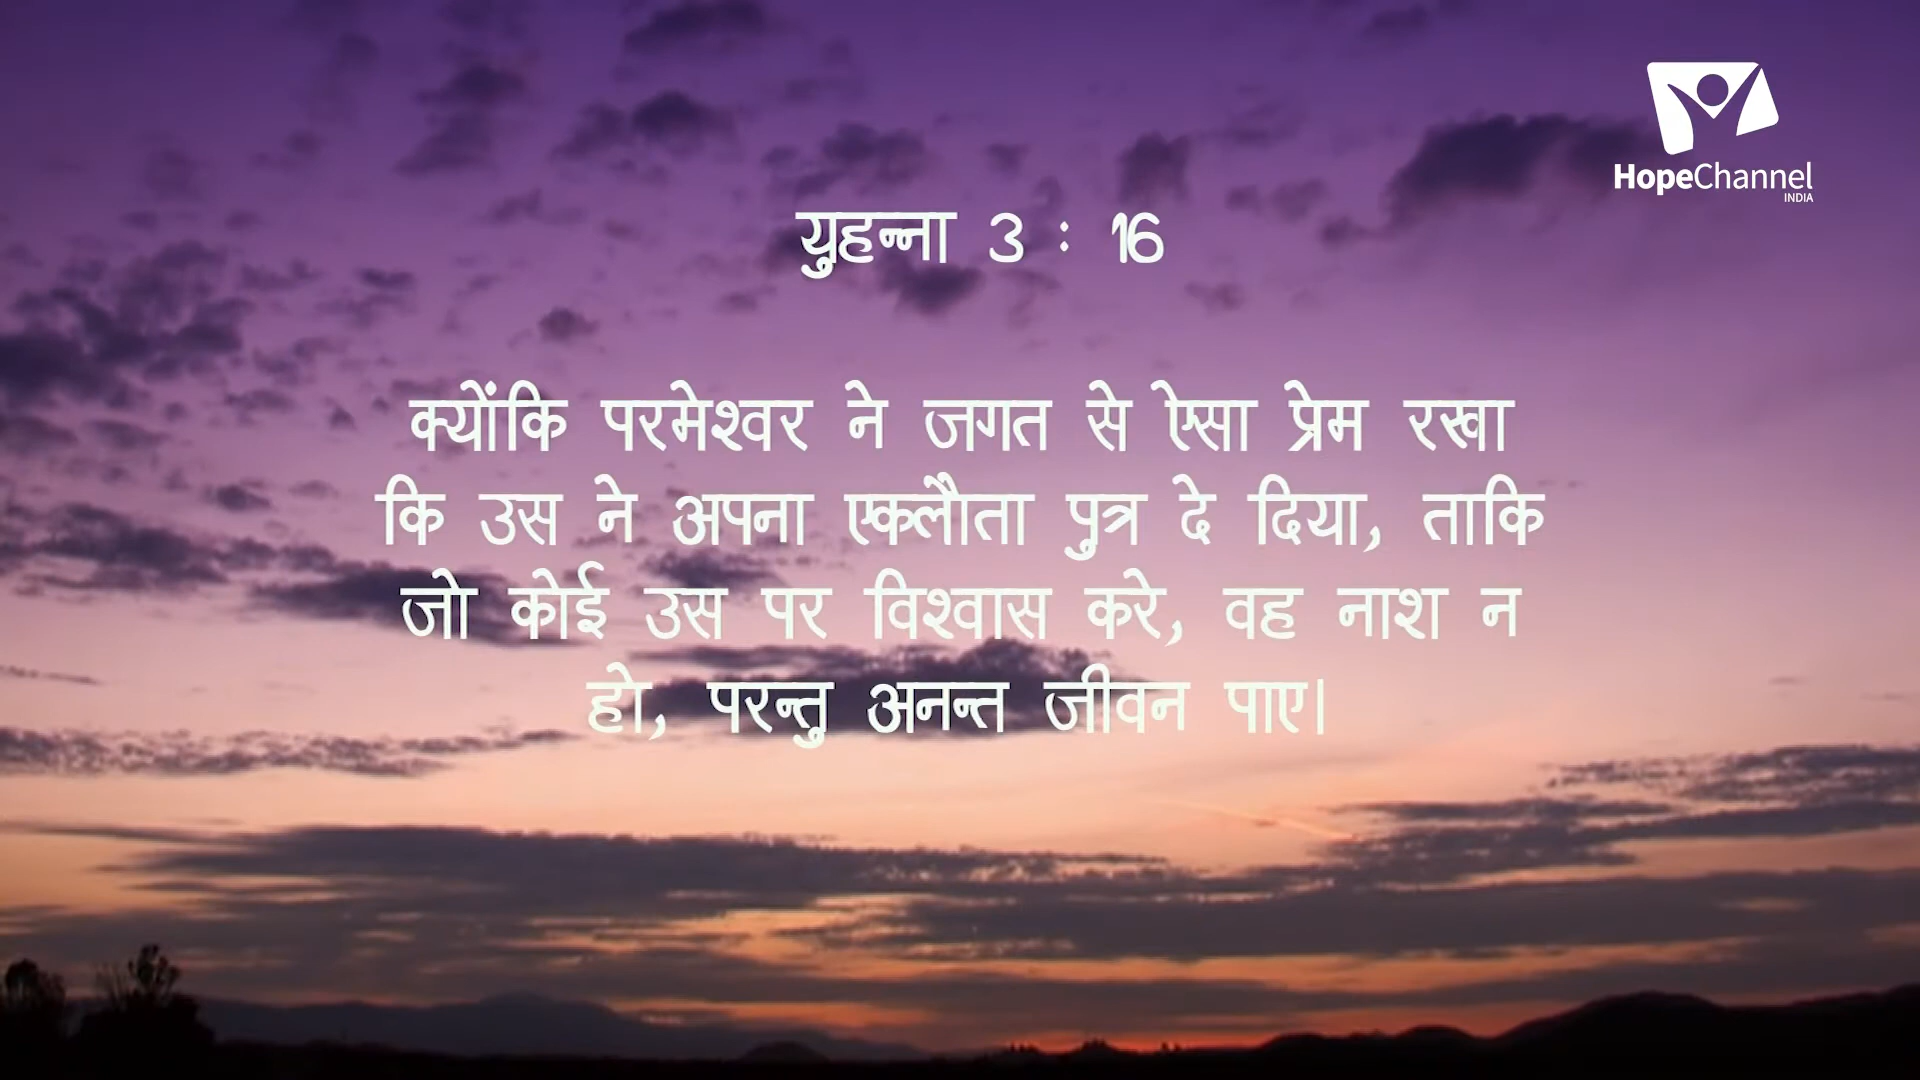 HopeChannel
INDIA
युहन्ना 3 : 16
क्योंकि परमेश्वर ने जगत से ऐसा प्रेम रखा
कि उस ने अपना एकलौता पुत्र दे दिया, ताकि
जो कोई उस पर विश्वास करे, वह नाश न
हो, परन्तु अनन्त जीवन पाए।